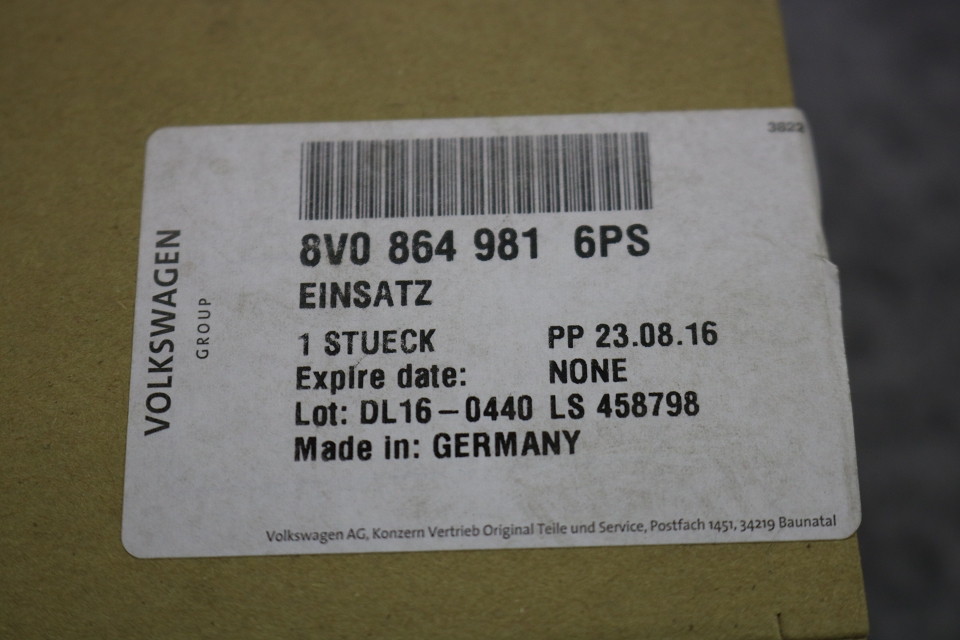 3822
VOLKSWAGEN
GROUP
8V0 864 981 6PS
EINSATZ
1 STUECK PP 23.08.16
Expire date: NONE
Lot: DL16-0440 LS 458798
Made in: GERMANY
Volkswagen AG, Konzern Vertrieb Original Teile und Service, Postfach 1451, 34219 Baunatal